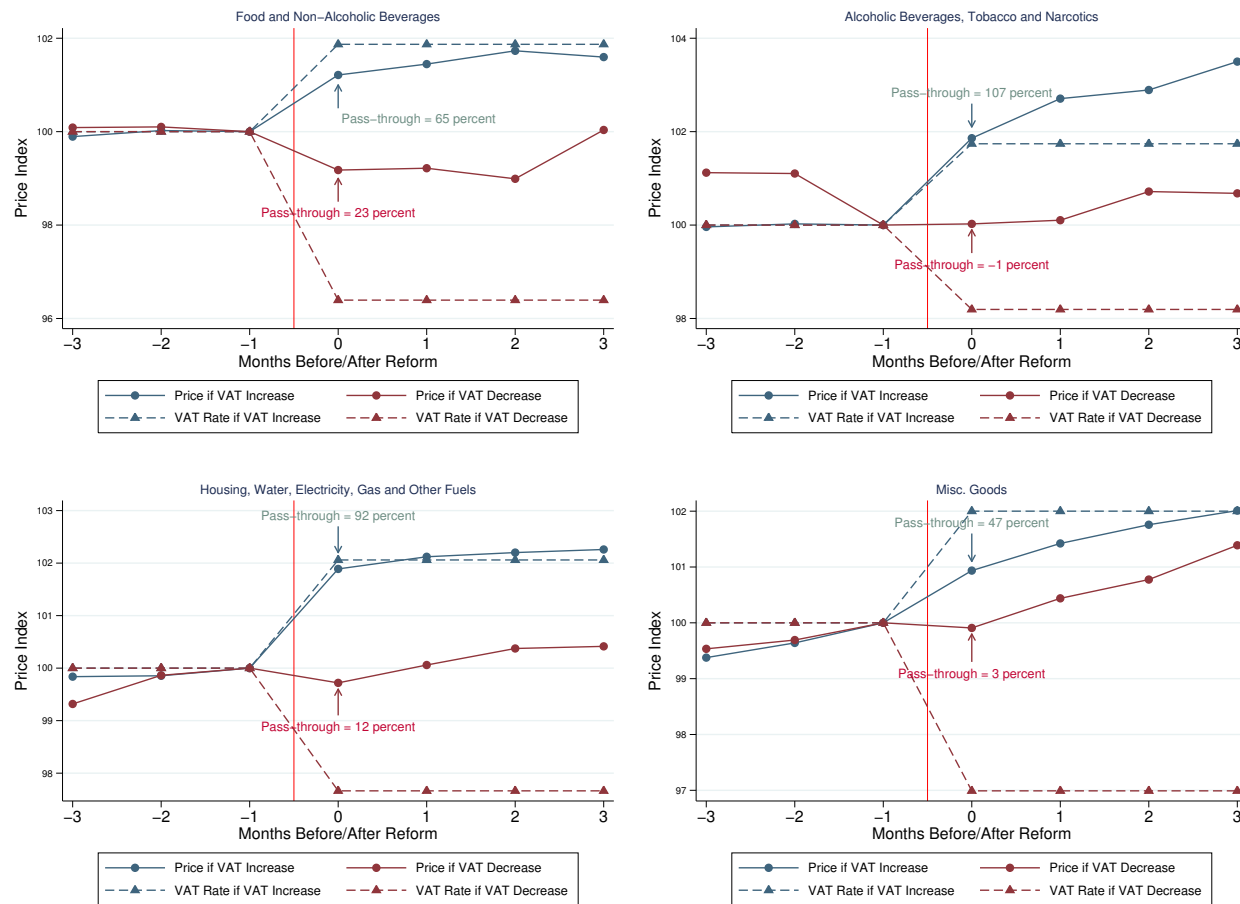 Food and Non−Alcoholic Beverages
102
100
98
96
Price Index
Pass−through = 65 percent
Pass−through = 23 percent
−3 −2 −1 0 1 2 3
Months Before/After Reform
Price if VAT Increase Price if VAT Decrease
VAT Rate if VAT Increase VAT Rate if VAT Decrease
Alcoholic Beverages, Tobacco and Narcotics
104
102
100
98
Price Index
Pass−through = 107 percent
Pass−through = −1 percent
−3 −2 −1 0 1 2 3
Months Before/After Reform
Price if VAT Increase Price if VAT Decrease
VAT Rate if VAT Increase VAT Rate if VAT Decrease
Housing, Water, Electricity, Gas and Other Fuels
103
102
101
100
99
98
Price Index
Pass−through = 92 percent
Pass−through = 12 percent
−3 −2 −1 0 1 2 3
Months Before/After Reform
Price if VAT Increase Price if VAT Decrease
VAT Rate if VAT Increase VAT Rate if VAT Decrease
Misc. Goods
102
101
100
99
98
97
Price Index
Pass−through = 47 percent
Pass−through = 3 percent
−3 −2 −1 0 1 2 3
Months Before/After Reform
Price if VAT Increase Price if VAT Decrease
VAT Rate if VAT Increase VAT Rate if VAT Decrease